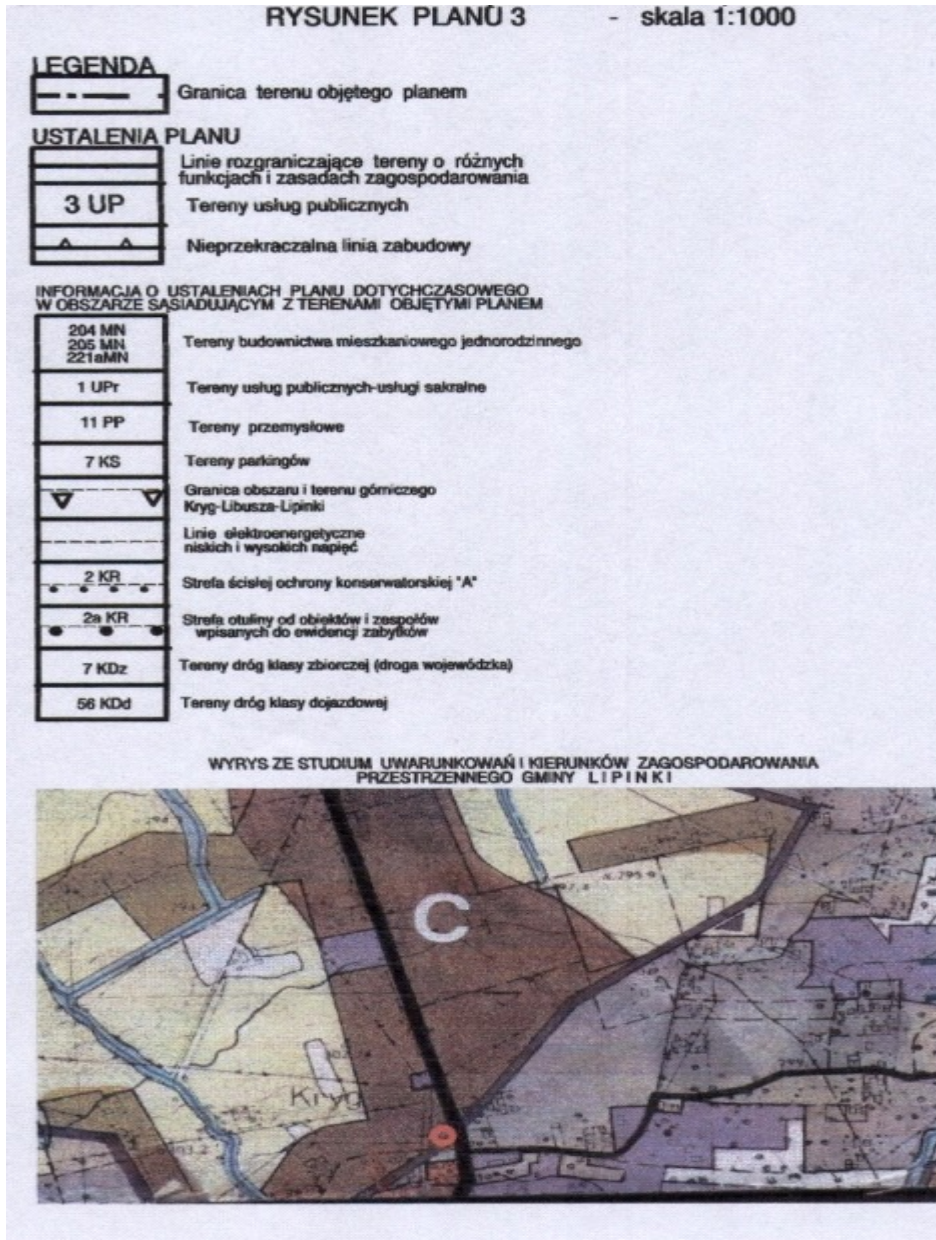 RYSUNEK PLANU 3 - skala 1:1000
LEGENDA
Granica terenu objętego planem
USTALENIA PLANU
Linie rozgraniczające tereny o różnych
funkcjach i zasadach zagospodarowania
3 UP Tereny usług publicznych
Nieprzekraczalna linia zabudowy
INFORMACJA O USTALENIACH PLANU DOTYCHCZASOWEGO
W OBSZARZE SĄSIADUJĄCYM Z TERENAMI OBJĘTYMI PLANEM
204 MN
205 MN
221aMN
Tereny budownictwa mieszkaniowego jednorodzinnego
1 UPr Tereny usług publicznych-usługi sakralne
11 PP Tereny przemysłowe
7 KS Tereny parkingów
Granica obszaru i terenu górniczego
Kryg-Libusza-Lipinki
Linie elektroenergetyczne
niskich i wysokich napięć
2 KR Strefa ścisłej ochrony konserwatorskiej "A"
2a KR Strefa otuliny od obiektów i zespołów
wpisanych do ewidencji zabytków
7 KDz Tereny dróg klasy zbiorczej (droga wojewódzka)
56 KDd Tereny dróg klasy dojazdowej
WYRYS ZE STUDIUM UWARUNKOWAŃ I KIERUNKÓW ZAGOSPODAROWANIA
PRZESTRZENNEGO GMINY LIPINKI
C
Kryg